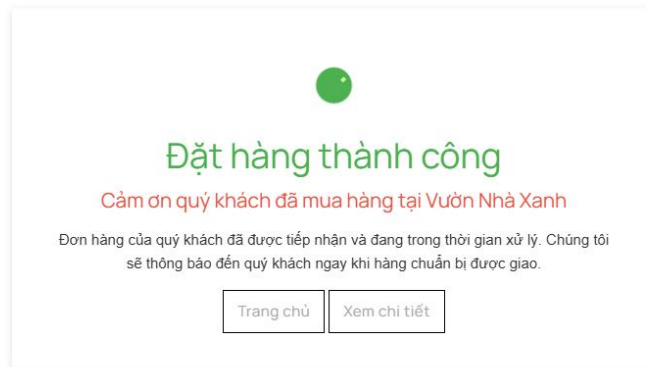 Đặt hàng thành công
Cảm ơn quý khách đã mua hàng tại Vườn Nhà Xanh
Đơn hàng của quý khách đã được tiếp nhận và đang trong thời gian xử lý. Chúng tôi
sẽ thông báo đến quý khách ngay khi hàng chuẩn bị được giao.
Trang chủ Xem chi tiết